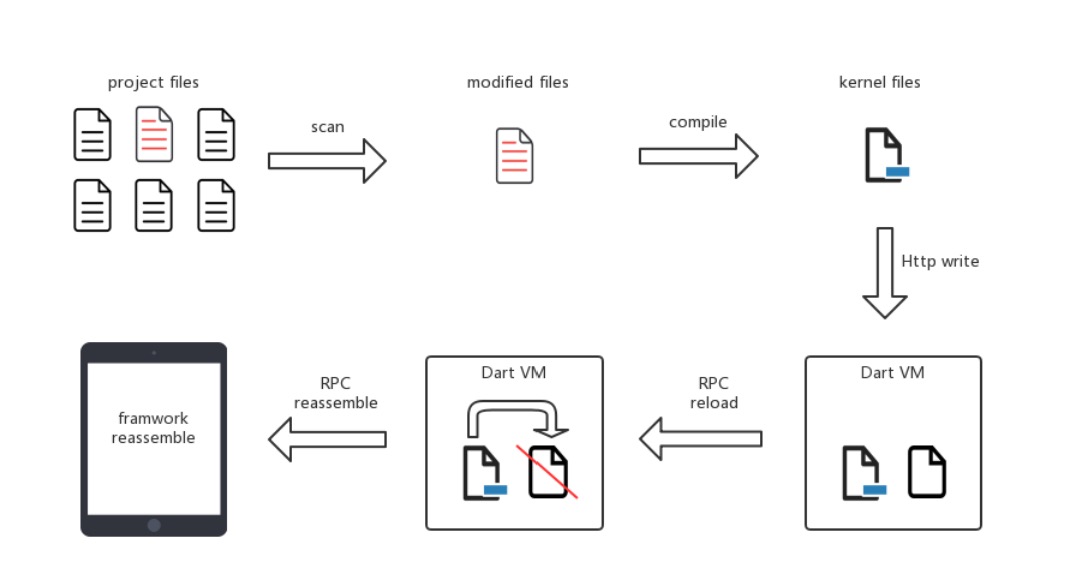 project files
modified files
kernel files
scan
compile
Http write
Dart VM
RPC
reload
Dart VM
RPC
reassemble
framwork
reassemble